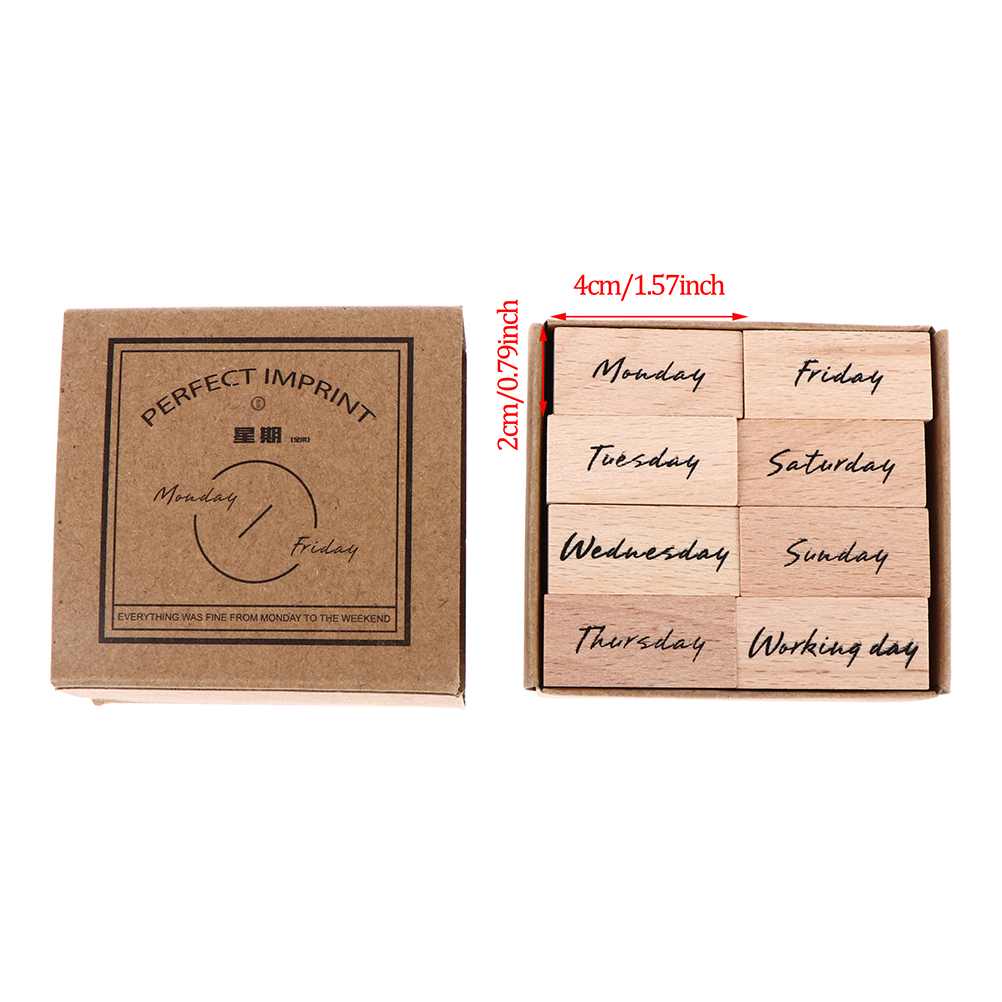 PERFECT IMPRINT
星期
Monday
Friday
EVERYTHING WAS FINE FROM MONDAY TO THE WEEKEND
4cm/1.57inch
2cm/0.79inch
Monday
Friday
Tuesday
Saturday
Wednesday
Sunday
Thursday
Working day